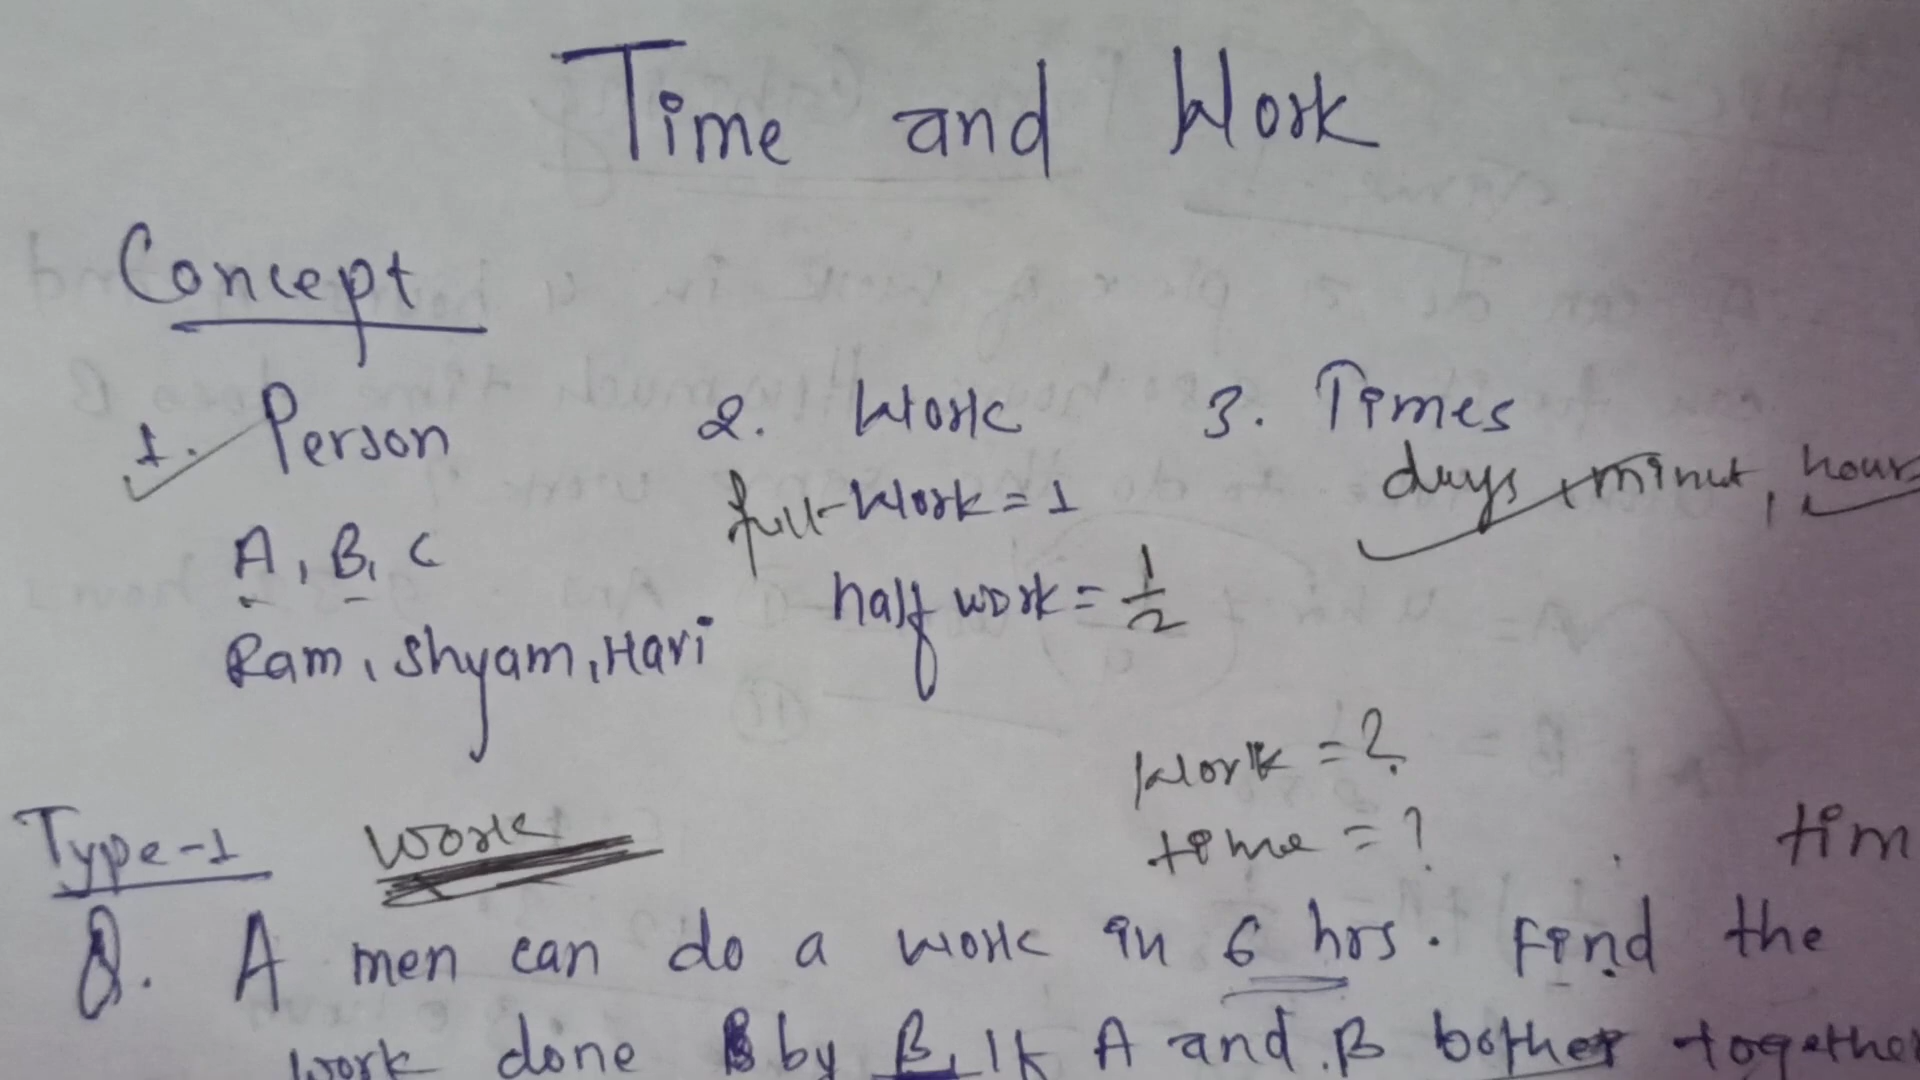 Time and Work
Concept
1. Person 2. Work 3. Times
days, minut, hours
full-Work = 1
A, B, C
half work = 1/2
Ram, Shyam, Hari
Work = ?
Type-1 Work
time = ?
tim
Q. A men can do a work in 6 hrs. Find the
work done by B, If A and B bother together